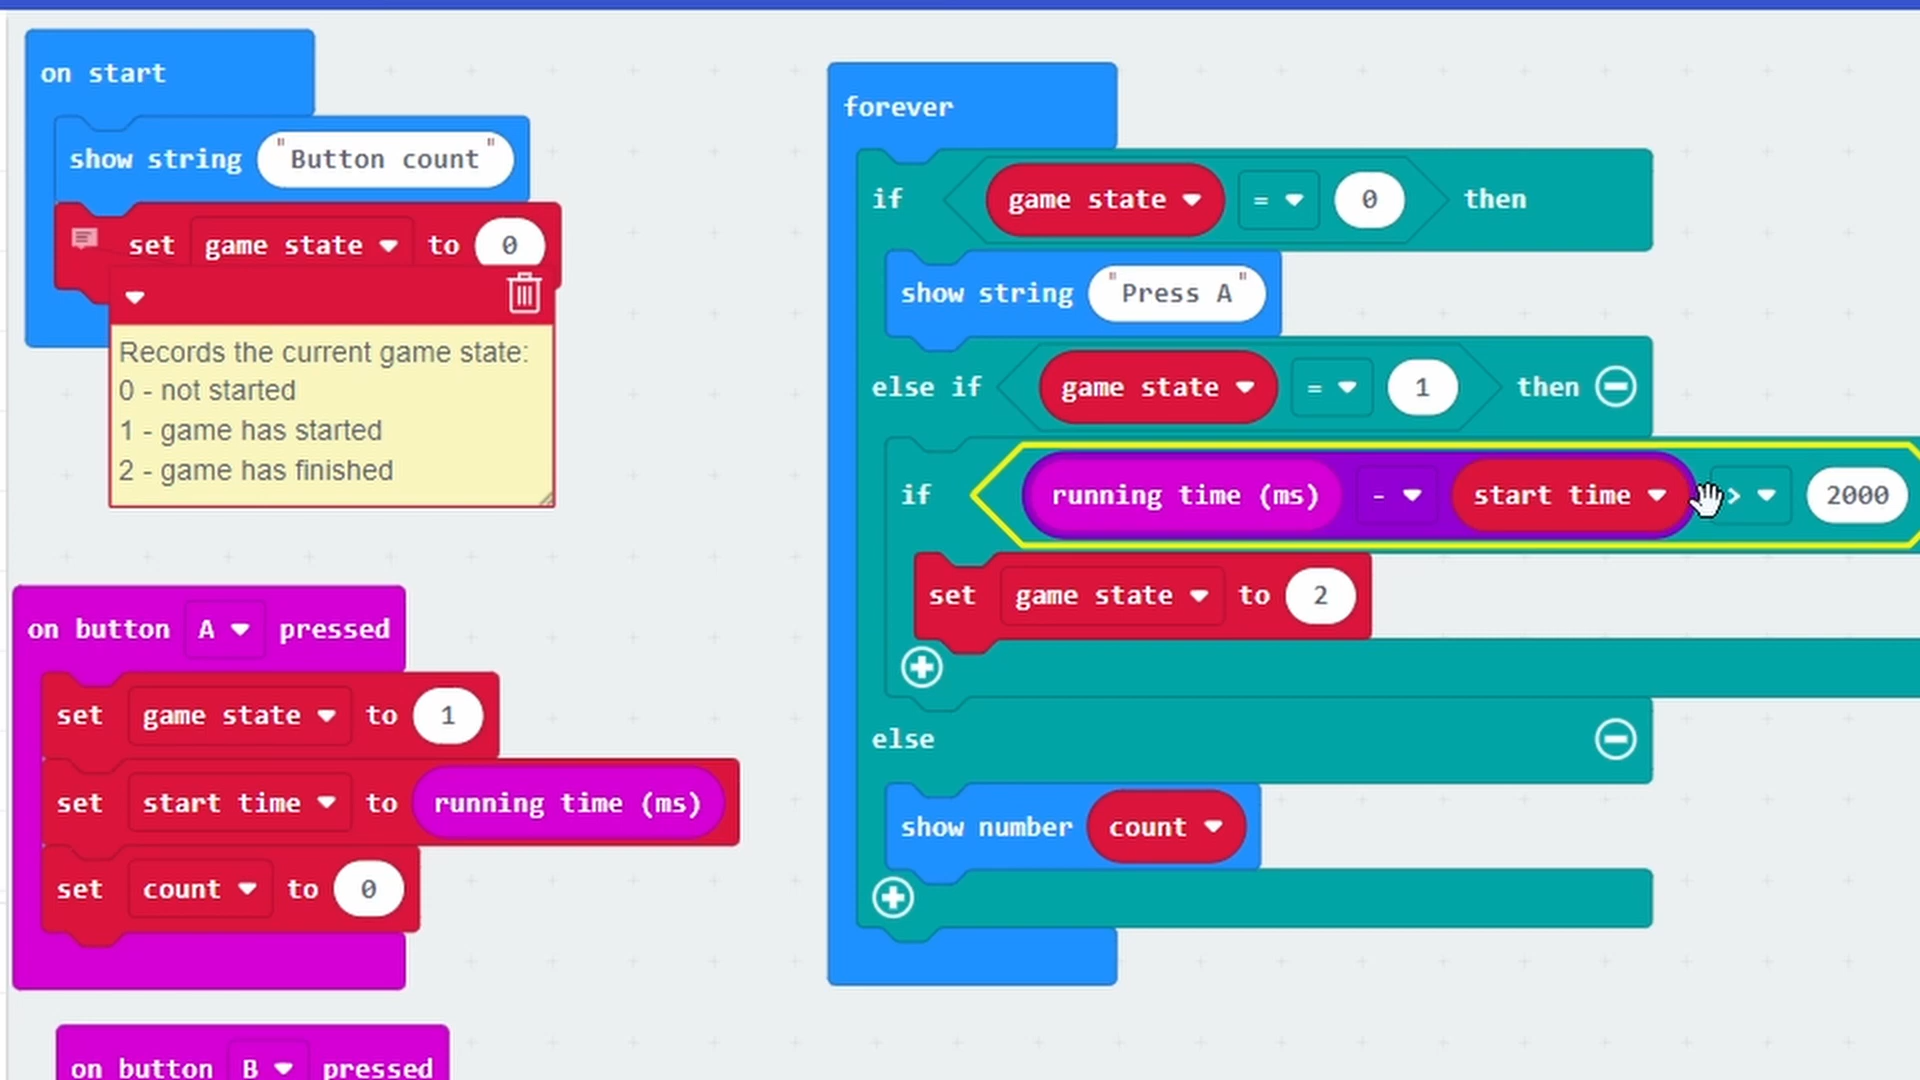 on start
show string "Button count"
set game state to 0
Records the current game state:
0 - not started
1 - game has started
2 - game has finished
on button A pressed
set game state to 1
set start time to running time (ms)
set count to 0
on button B pressed
forever
if game state = 0 then
show string "Press A"
else if game state = 1 then
if running time (ms) - start time > 2000
set game state to 2
else
show number count